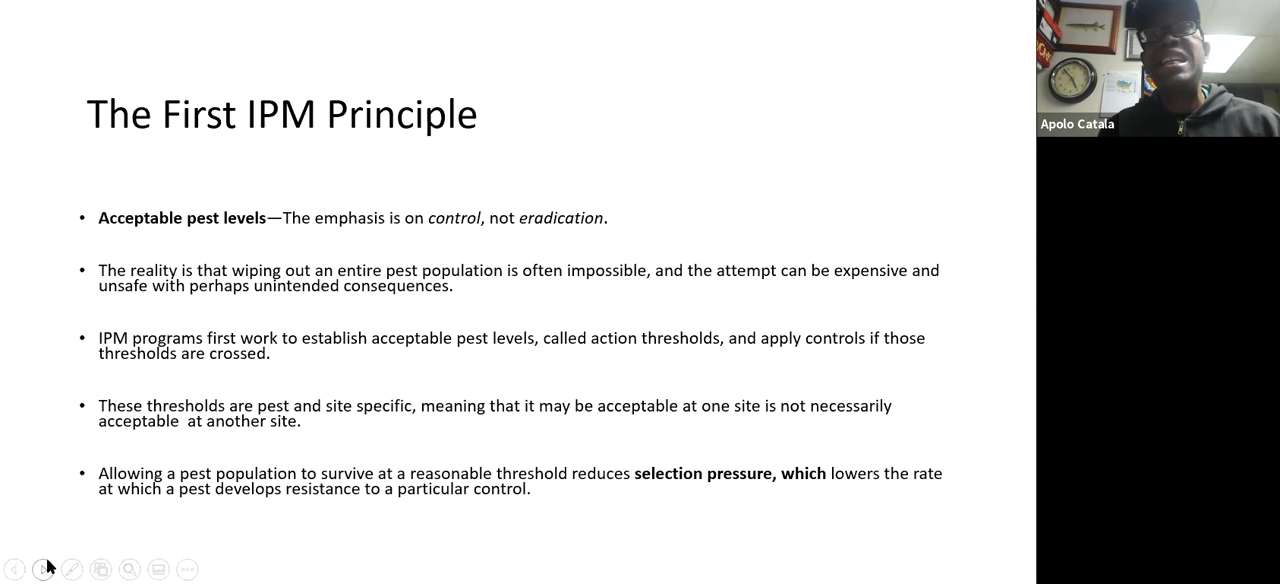 The First IPM Principle
• Acceptable pest levels—The emphasis is on control, not eradication.
• The reality is that wiping out an entire pest population is often impossible, and the attempt can be expensive and
unsafe with perhaps unintended consequences.
• IPM programs first work to establish acceptable pest levels, called action thresholds, and apply controls if those
thresholds are crossed.
• These thresholds are pest and site specific, meaning that it may be acceptable at one site is not necessarily
acceptable  at another site.
• Allowing a pest population to survive at a reasonable threshold reduces selection pressure, which lowers the rate
at which a pest develops resistance to a particular control.
Apolo Catala